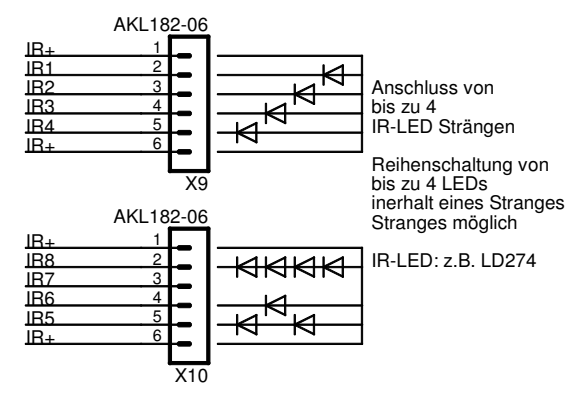 AKL182-06
IR+ 1
IR1 2
IR2 3
IR3 4
IR4 5
IR+ 6
X9
Anschluss von
bis zu 4
IR-LED Strängen
Reihenschaltung von
bis zu 4 LEDs
inerhalt eines Stranges
Stranges möglich
AKL182-06
IR+ 1
IR8 2
IR7 3
IR6 4
IR5 5
IR+ 6
X10
IR-LED: z.B. LD274